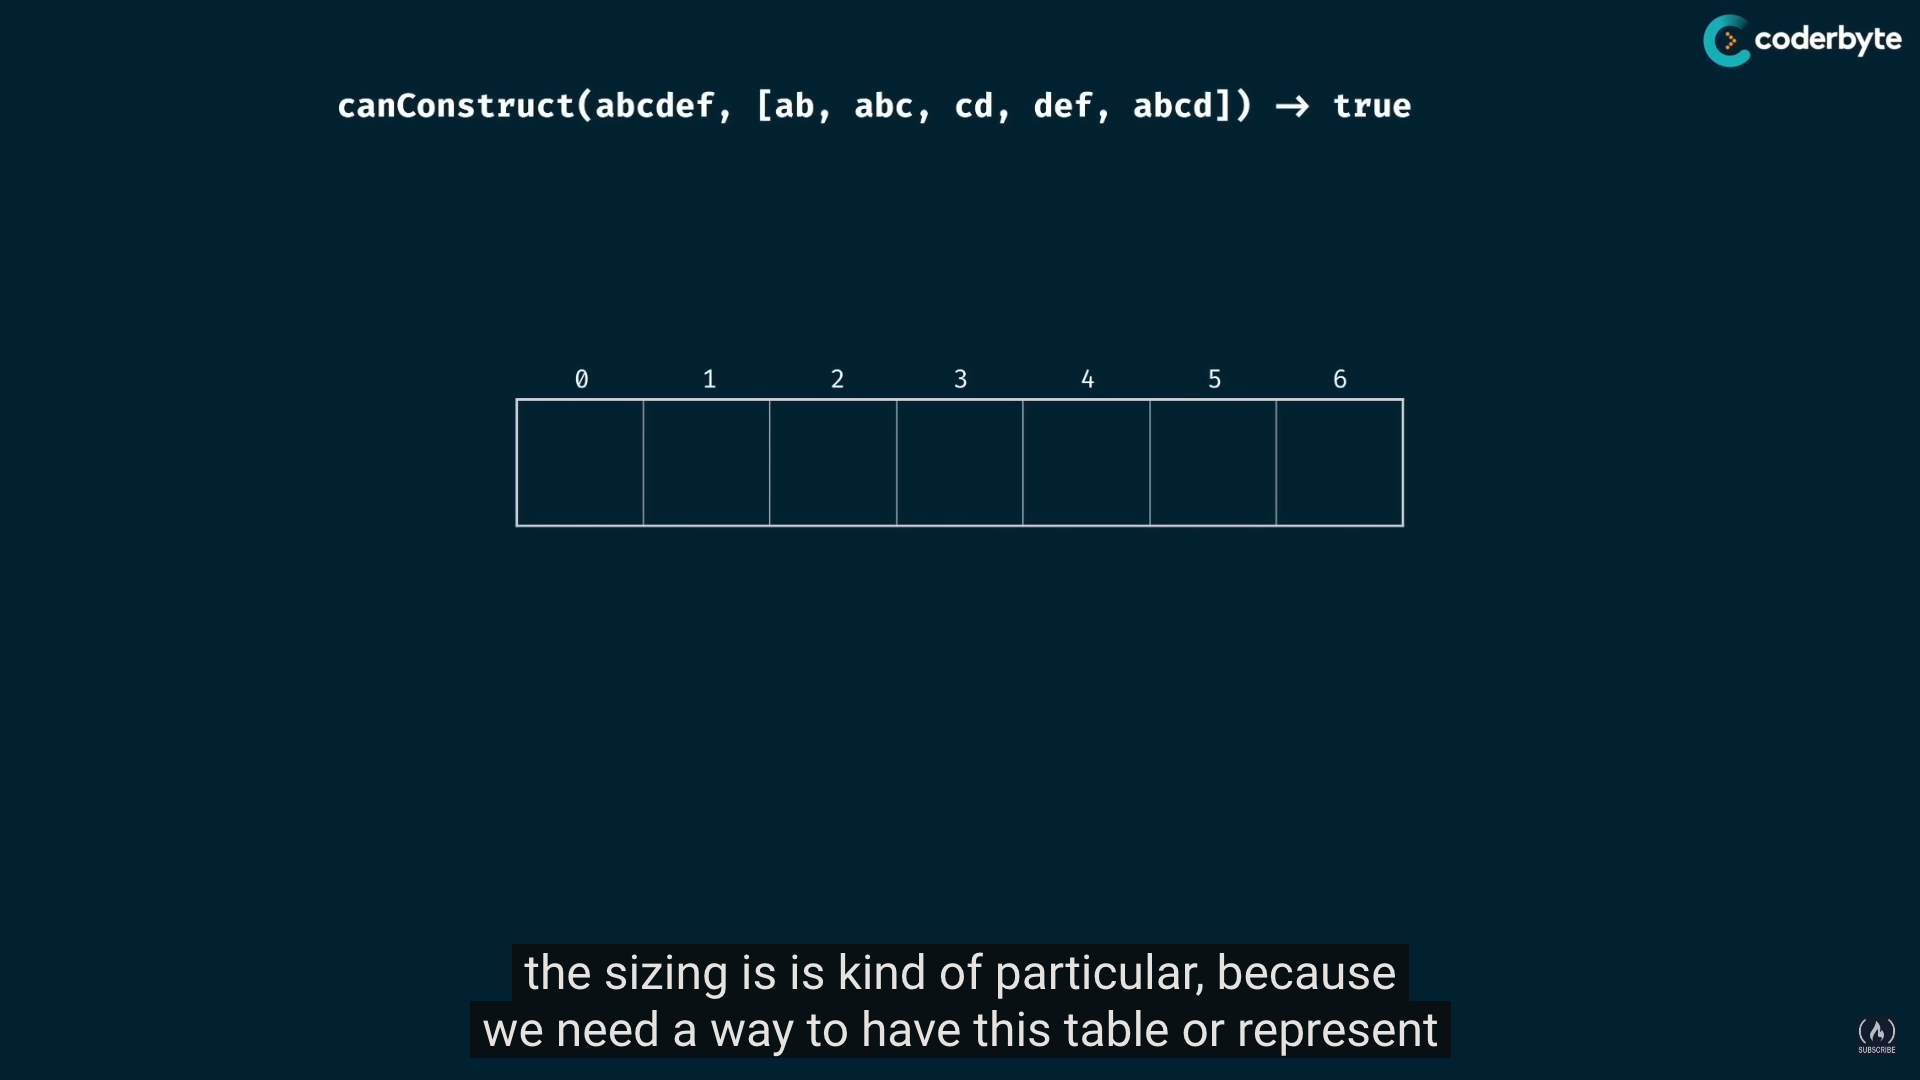 coderbyte
canConstruct(abcdef, [ab, abc, cd, def, abcd]) → true
0 1 2 3 4 5 6
the sizing is is kind of particular, because
we need a way to have this table or represent
SUBSCRIBE